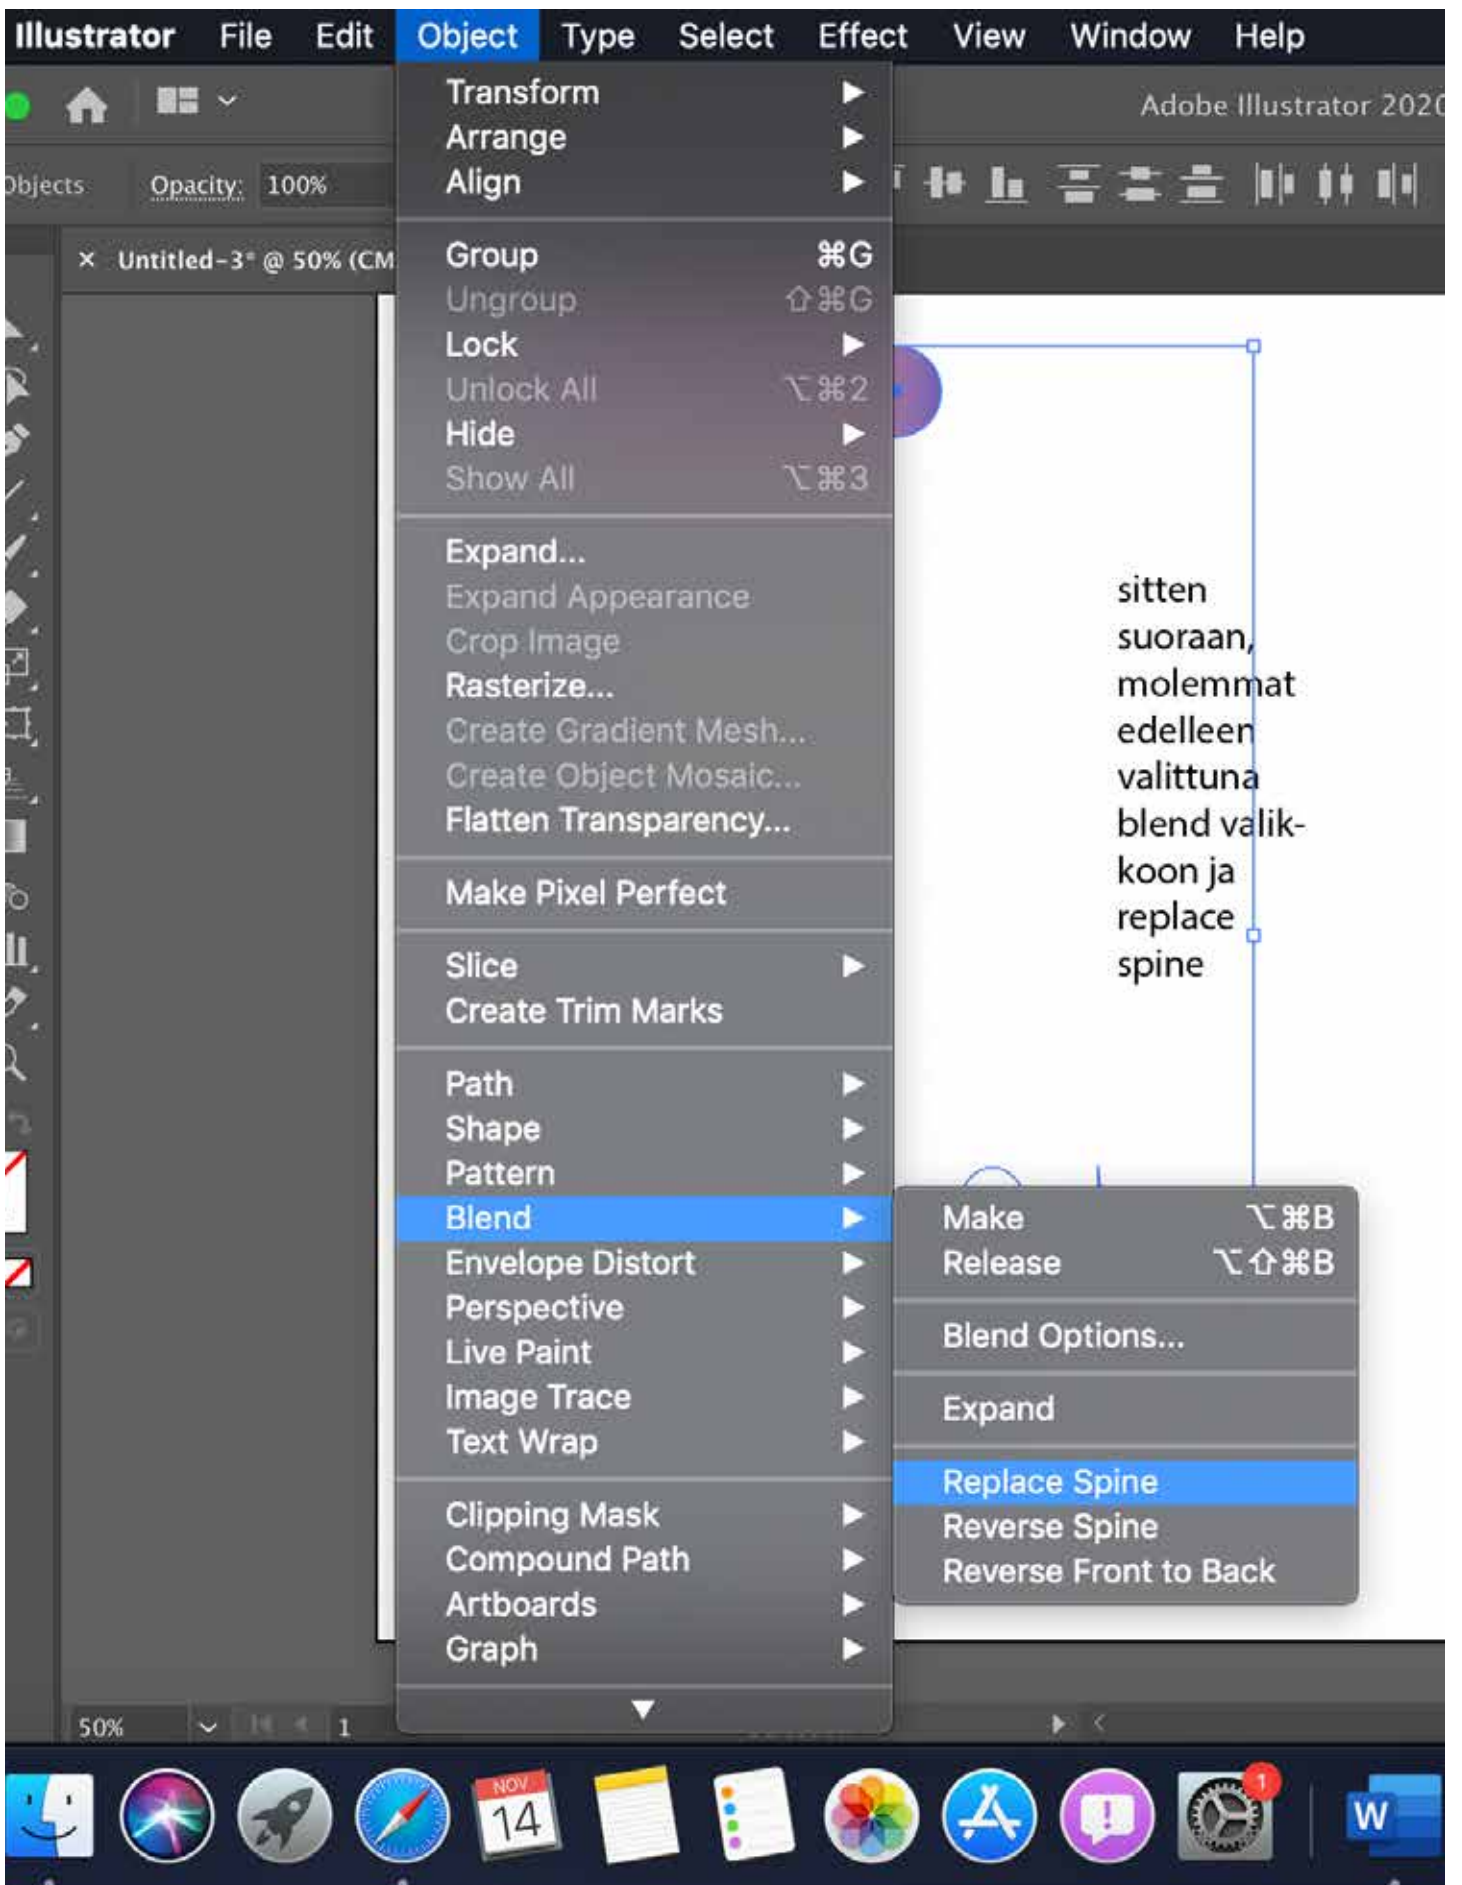 Illustrator File Edit Object Type Select Effect View Window Help
Adobe Illustrator 2020
Objects Opacity: 100%
× Untitled-3* @ 50% (CM
Transform
Arrange
Align
Group ⌘G
Ungroup ⇧⌘G
Lock
Unlock All ⌥⌘2
Hide
Show All ⌥⌘3
Expand...
Expand Appearance
Crop Image
Rasterize...
Create Gradient Mesh...
Create Object Mosaic...
Flatten Transparency...
Make Pixel Perfect
Slice
Create Trim Marks
Path
Shape
Pattern
Blend
Envelope Distort
Perspective
Live Paint
Image Trace
Text Wrap
Clipping Mask
Compound Path
Artboards
Graph
sitten
suoraan,
molemmat
edelleen
valittuna
blend valik-
koon ja
replace
spine
Make ⌥⌘B
Release ⌥⇧⌘B
Blend Options...
Expand
Replace Spine
Reverse Spine
Reverse Front to Back
50% 1
NOV
14
1
W